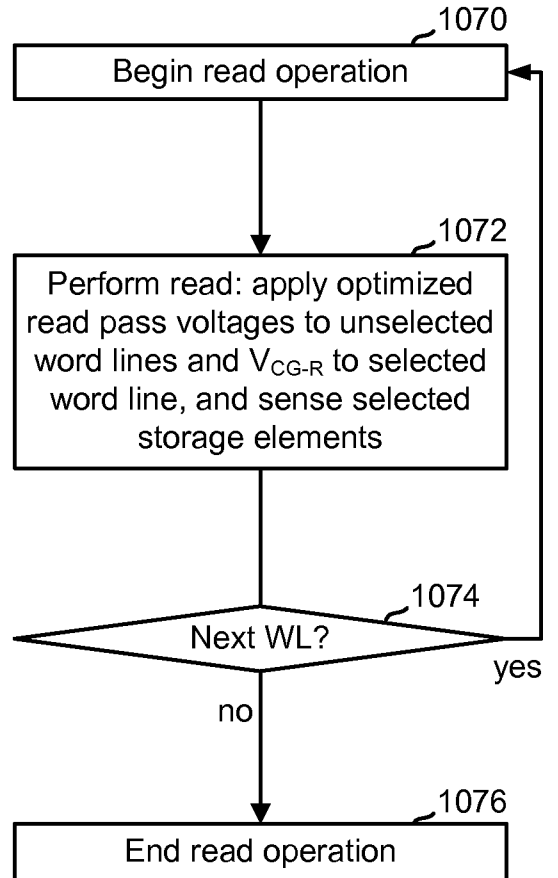 1070
Begin read operation
1072
Perform read: apply optimized
read pass voltages to unselected
word lines and VCG-R to selected
word line, and sense selected
storage elements
1074
Next WL?
yes
no
1076
End read operation